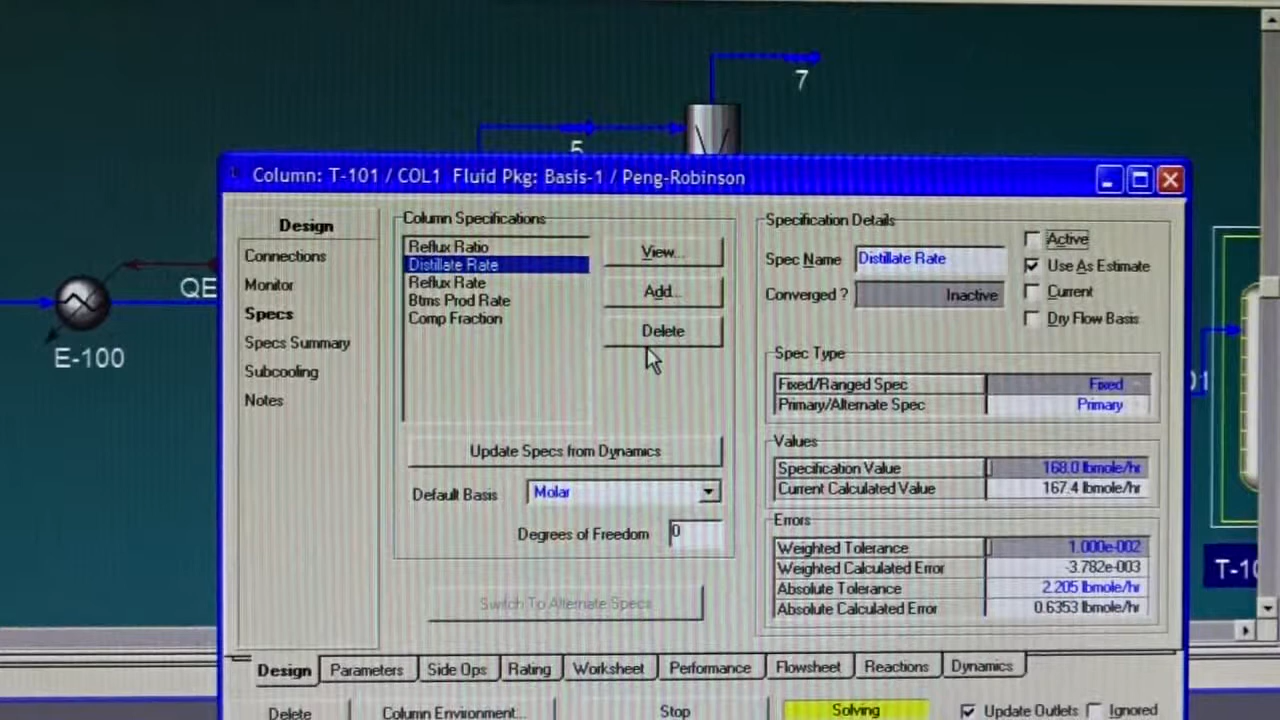 7
5
Column: T-101 / COL1 Fluid Pkg: Basis-1 / Peng-Robinson
Design
Connections
Monitor
Specs
Specs Summary
Subcooling
Notes
Column Specifications
Reflux Ratio
Distillate Rate
Reflux Rate
Btms Prod Rate
Comp Fraction
View...
Add...
Delete
Update Specs from Dynamics
Default Basis Molar
Degrees of Freedom 0
Switch To Alternate Specs
Specification Details
Spec Name Distillate Rate
Converged ? Inactive
Active
Use As Estimate
Current
Dry Flow Basis
Spec Type
Fixed/Ranged Spec Fixed
Primary/Alternate Spec Primary
Values
Specification Value 168.0 lbmole/hr
Current Calculated Value 167.4 lbmole/hr
Errors
Weighted Tolerance 1.000e-002
Weighted Calculated Error -3.782e-003
Absolute Tolerance 2.205 lbmole/hr
Absolute Calculated Error 0.6353 lbmole/hr
Design Parameters Side Ops Rating Worksheet Performance Flowsheet Reactions Dynamics
Delete Column Environment... Stop Solving Update Outlets Ignored
QE
E-100